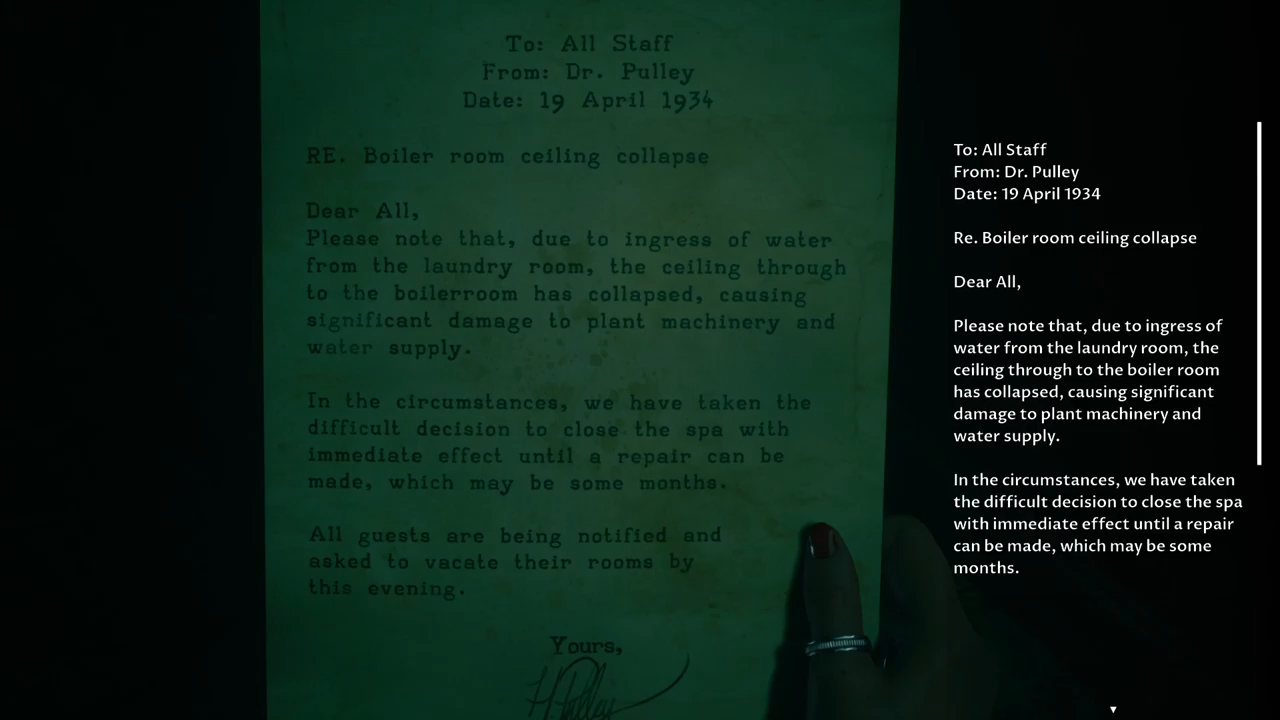 To: All Staff
From: Dr. Pulley
Date: 19 April 1934
RE. Boiler room ceiling collapse
Dear All,
Please note that, due to ingress of water
from the laundry room, the ceiling through
to the boilerroom has collapsed, causing
significant damage to plant machinery and
water supply.
In the circumstances, we have taken the
difficult decision to close the spa with
immediate effect until a repair can be
made, which may be some months.
All guests are being notified and
asked to vacate their rooms by
this evening.
Yours,
H Pulley
To: All Staff
From: Dr. Pulley
Date: 19 April 1934
Re. Boiler room ceiling collapse
Dear All,
Please note that, due to ingress of
water from the laundry room, the
ceiling through to the boiler room
has collapsed, causing significant
damage to plant machinery and
water supply.
In the circumstances, we have taken
the difficult decision to close the spa
with immediate effect until a repair
can be made, which may be some
months.